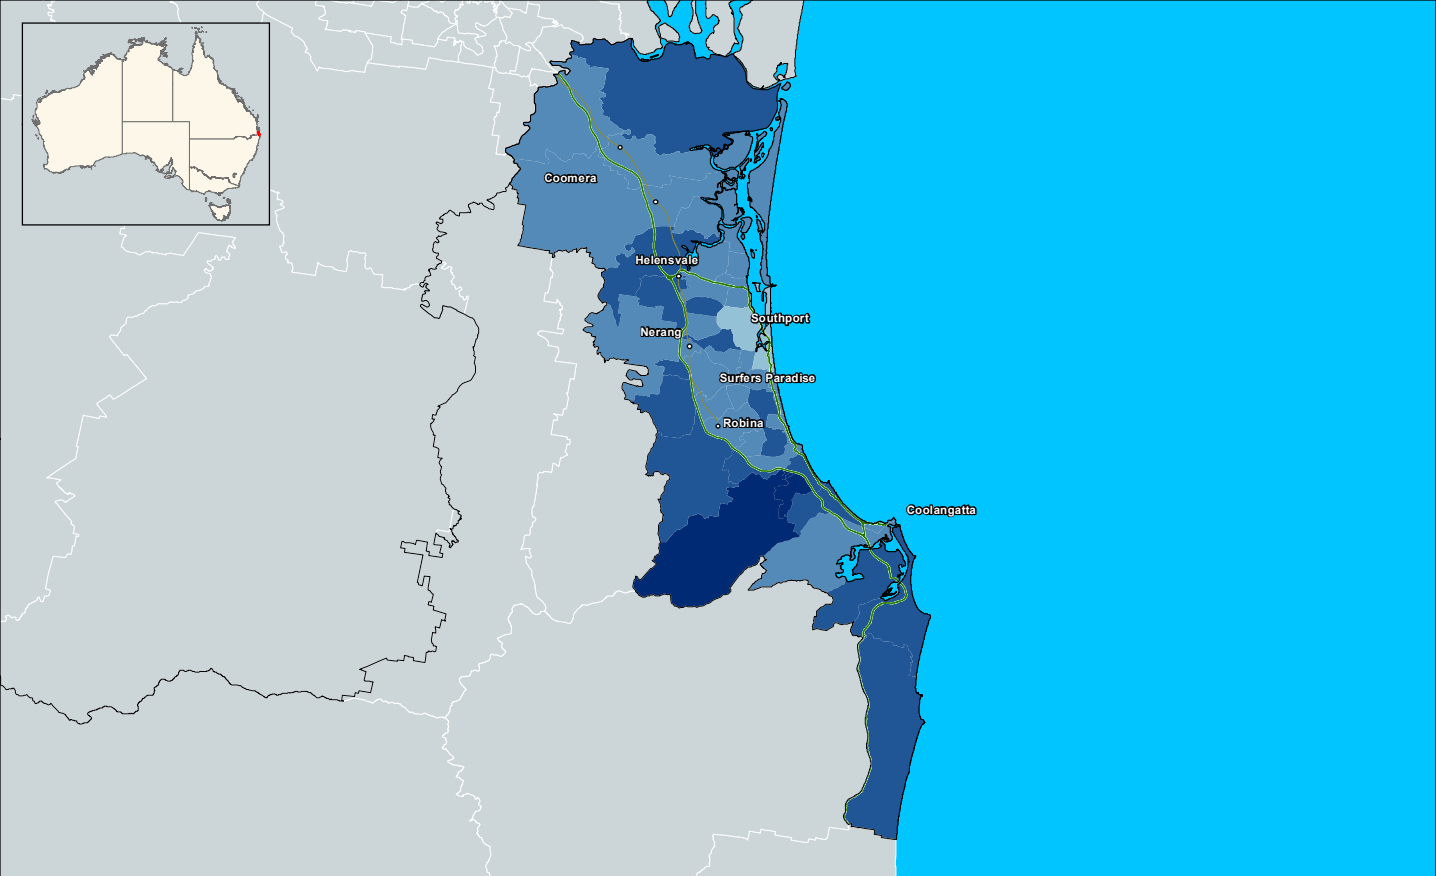 Coomera
Helensvale
Southport
Nerang
Surfers Paradise
Robina
Coolangatta